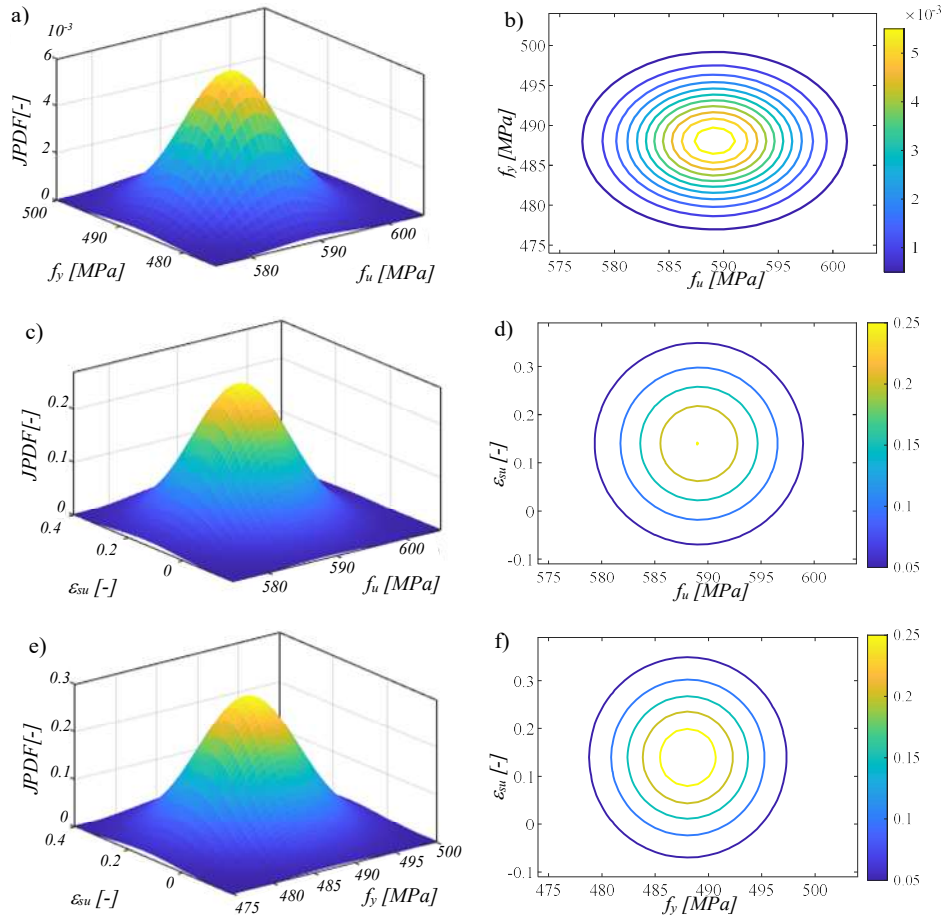 a)
10⁻³
6
4
2
0
JPDF[-]
500
490
480
f_y [MPa]
580
590
600
f_u [MPa]
b)
×10⁻³
500
495
490
485
480
475
f_y [MPa]
575 580 585 590 595 600
f_u [MPa]
5
4
3
2
1
c)
0.2
0.1
0
JPDF[-]
0.4
0.2
0
ε_su [-]
580
590
600
f_u [MPa]
d)
0.3
0.2
0.1
0
-0.1
ε_su [-]
575 580 585 590 595 600
f_u [MPa]
0.25
0.20
0.15
0.10
0.05
e)
0.3
0.2
0.1
0
JPDF[-]
0.4
0.2
0
ε_su [-]
475
480
485
490
495
500
f_y [MPa]
f)
0.3
0.2
0.1
0
-0.1
ε_su [-]
475 480 485 490 495 500
f_y [MPa]
0.25
0.20
0.15
0.10
0.05